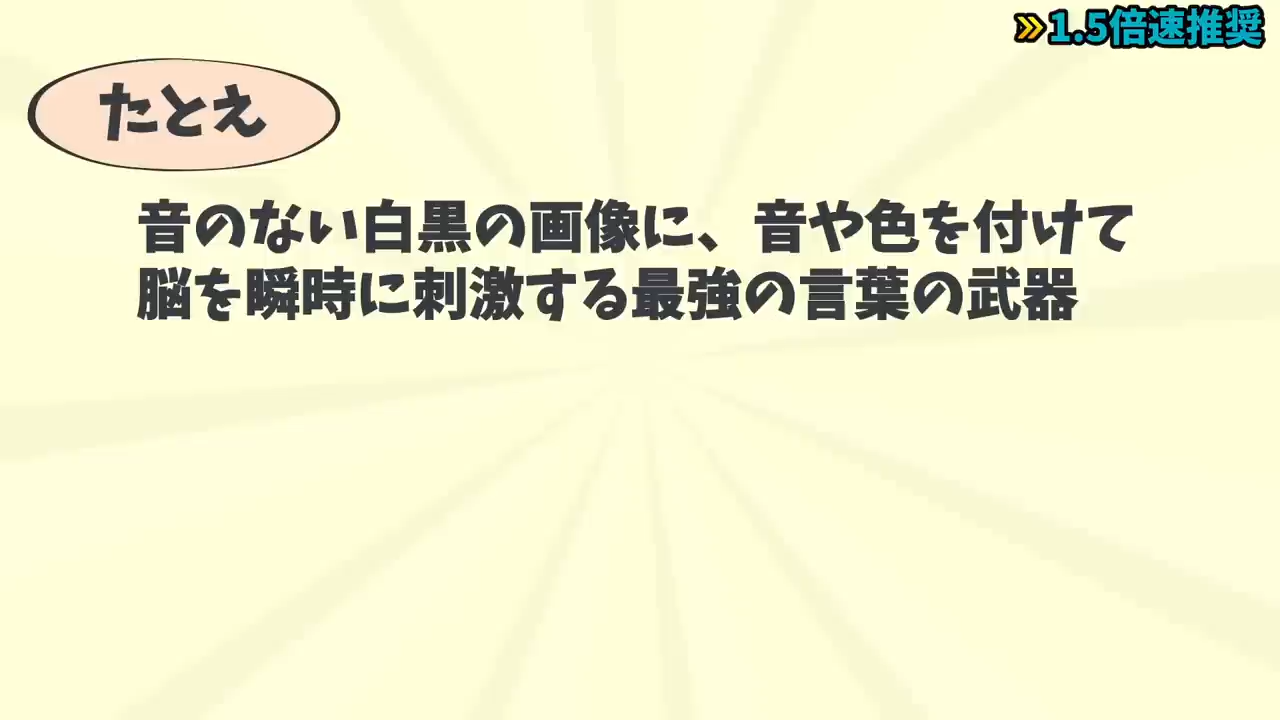 1.5倍速推奨
たとえ
音のない白黒の画像に、音や色を付けて
脳を瞬時に刺激する最強の言葉の武器